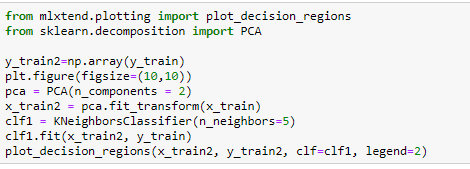 from mlxtend.plotting import plot_decision_regions
from sklearn.decomposition import PCA

y_train2=np.array(y_train)
plt.figure(figsize=(10,10))
pca = PCA(n_components = 2)
x_train2 = pca.fit_transform(x_train)
clf1 = KNeighborsClassifier(n_neighbors=5)
clf1.fit(x_train2, y_train)
plot_decision_regions(x_train2, y_train2, clf=clf1, legend=2)